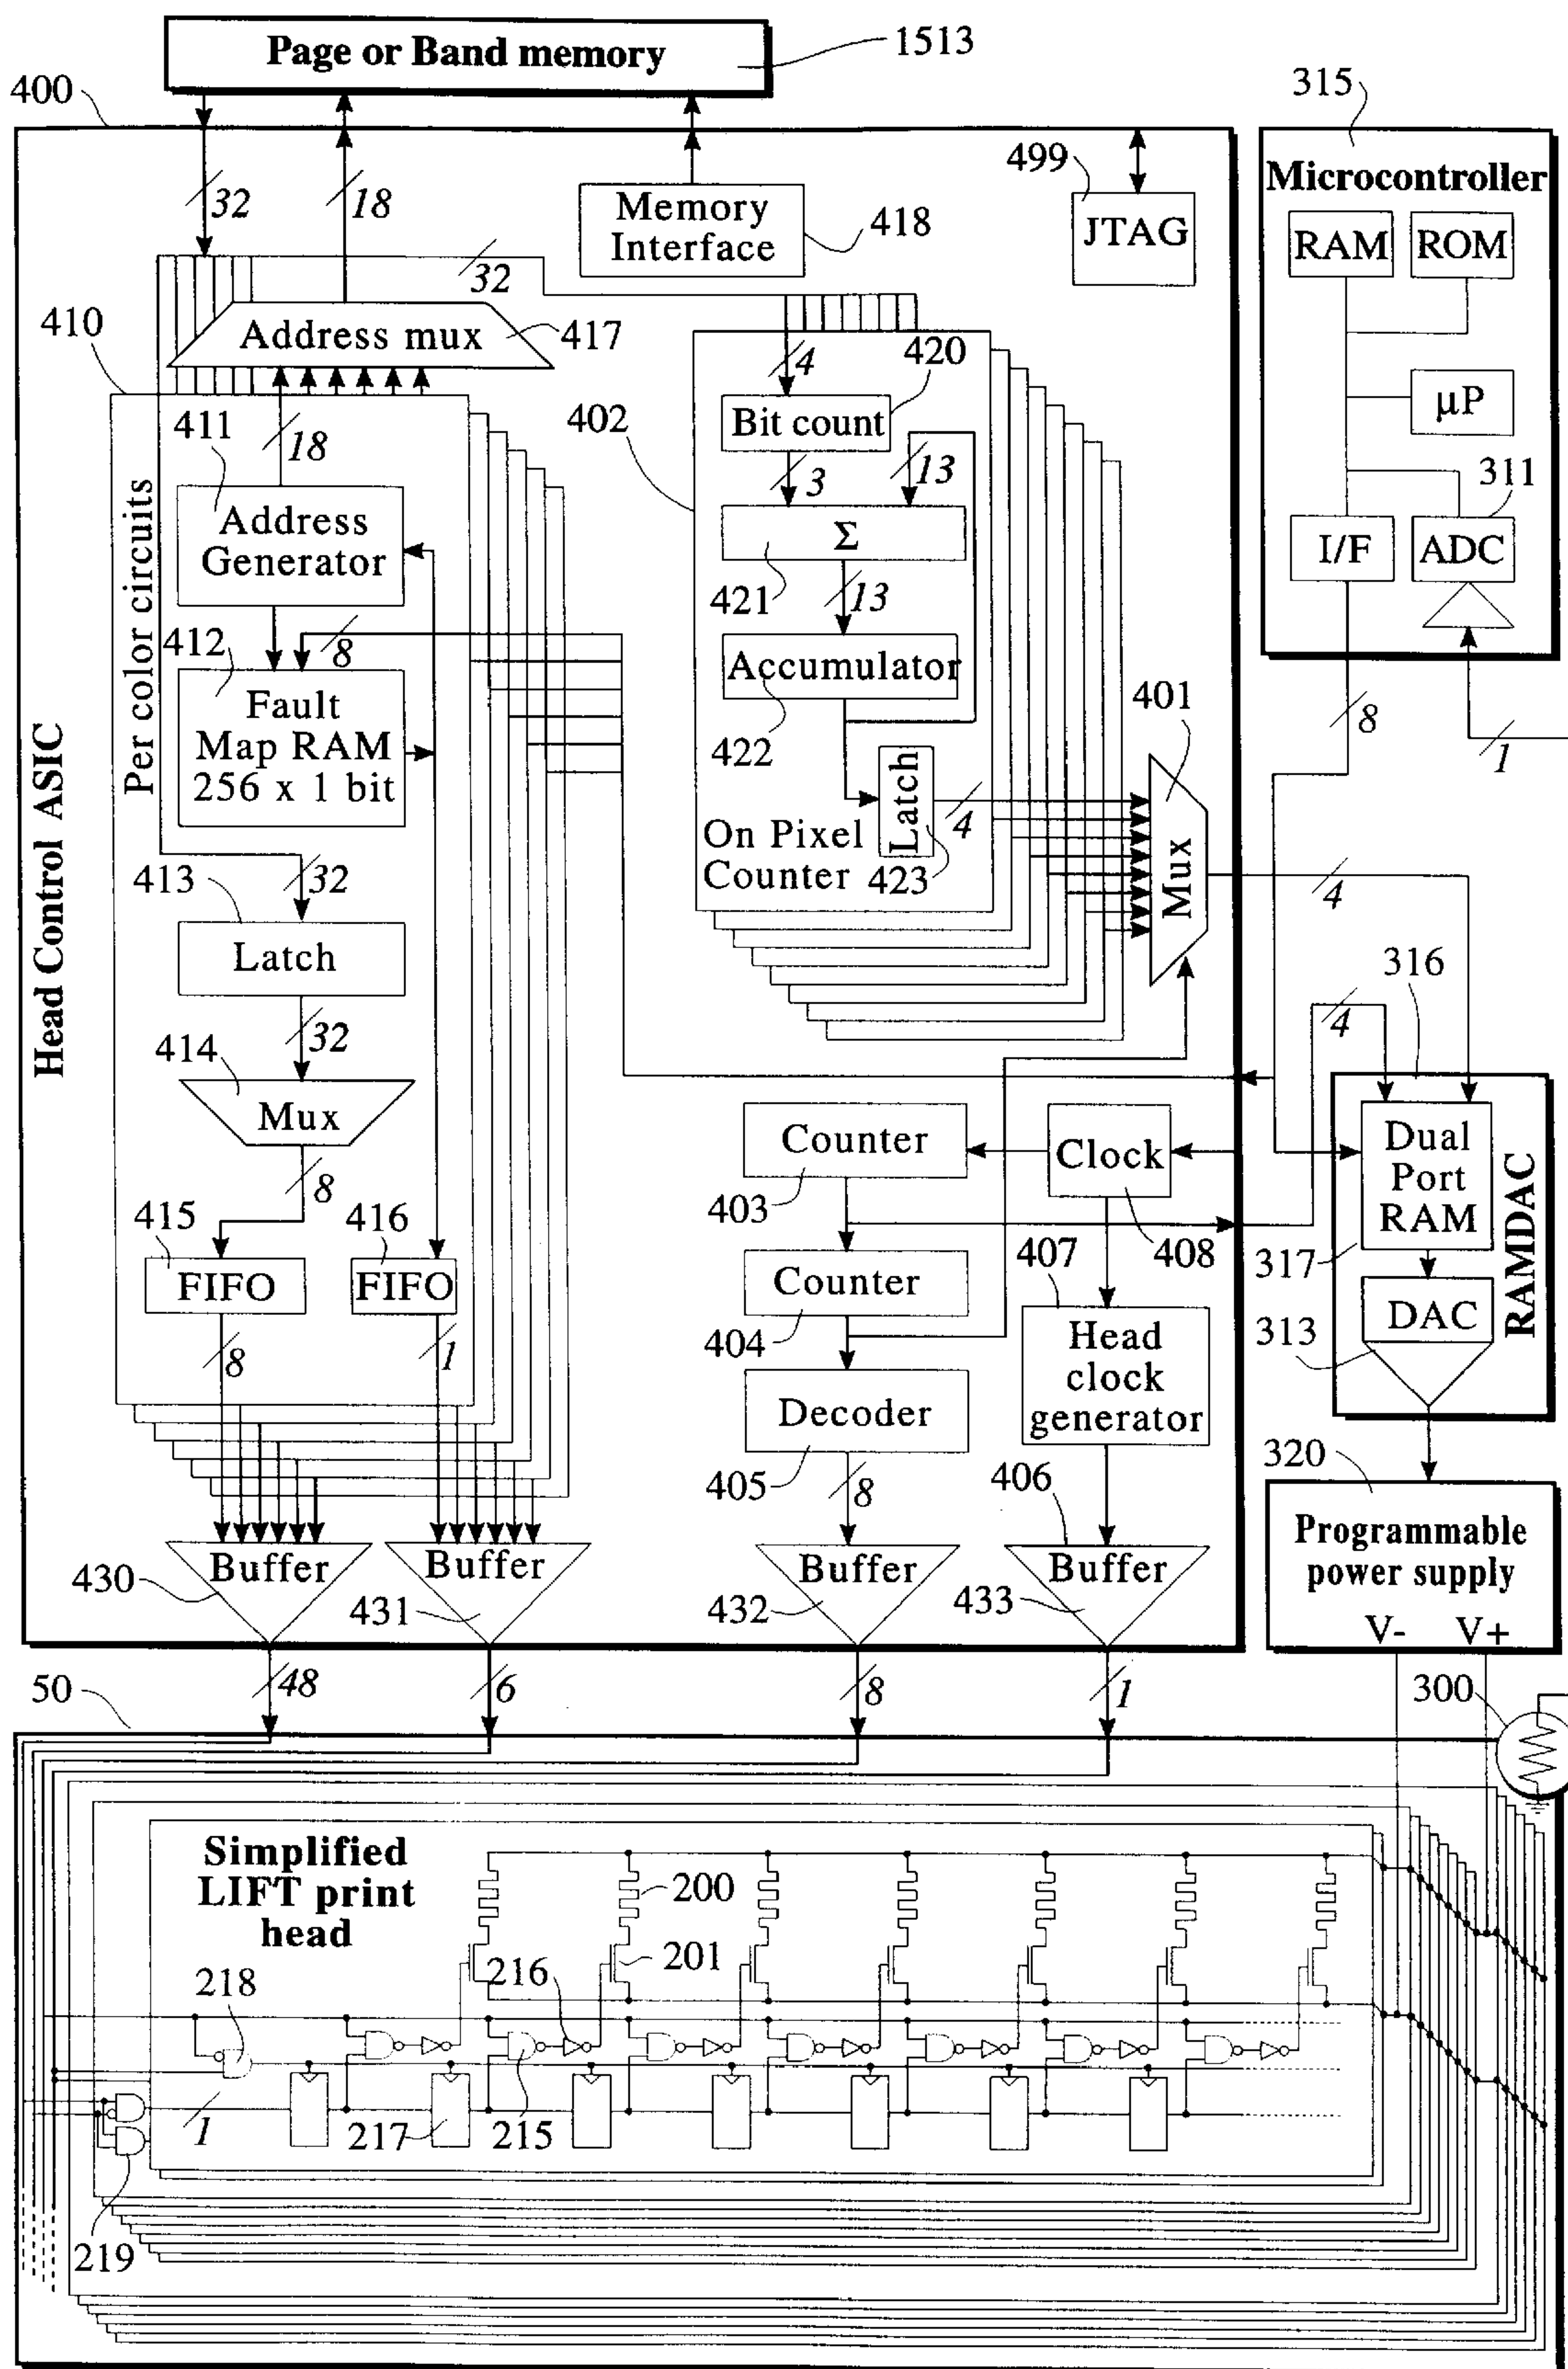 Page or Band memory
1513
400
315
32
18
Memory
Interface
418
499
JTAG
Microcontroller
RAM
ROM
µP
311
I/F
ADC
8
1
32
410
Address mux
417
Head Control ASIC
Per color circuits
411
18
Address
Generator
412
8
Fault
Map RAM
256 x 1 bit
413
32
Latch
32
414
Mux
8
415
416
FIFO
FIFO
8
1
402
4
420
Bit count
3
13
Σ
421
13
Accumulator
422
Latch
4
On Pixel
Counter
423
401
Mux
4
316
4
Counter
403
Clock
408
Counter
404
407
Head
clock
generator
Decoder
405
8
406
Dual
Port
RAM
317
DAC
313
RAMDAC
320
Programmable
power supply
V-
V+
Buffer
430
Buffer
431
Buffer
432
Buffer
433
48
6
8
1
50
300
Simplified
LIFT print
head
200
201
216
218
1
217
215
219